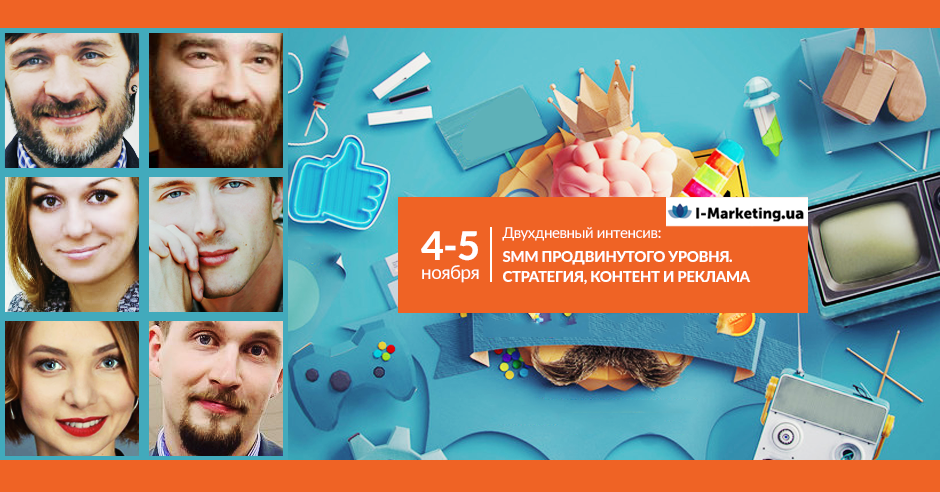 I-Marketing.ua
4-5
ноября
Двухдневный интенсив:
SMM ПРОДВИНУТОГО УРОВНЯ.
СТРАТЕГИЯ, КОНТЕНТ И РЕКЛАМА